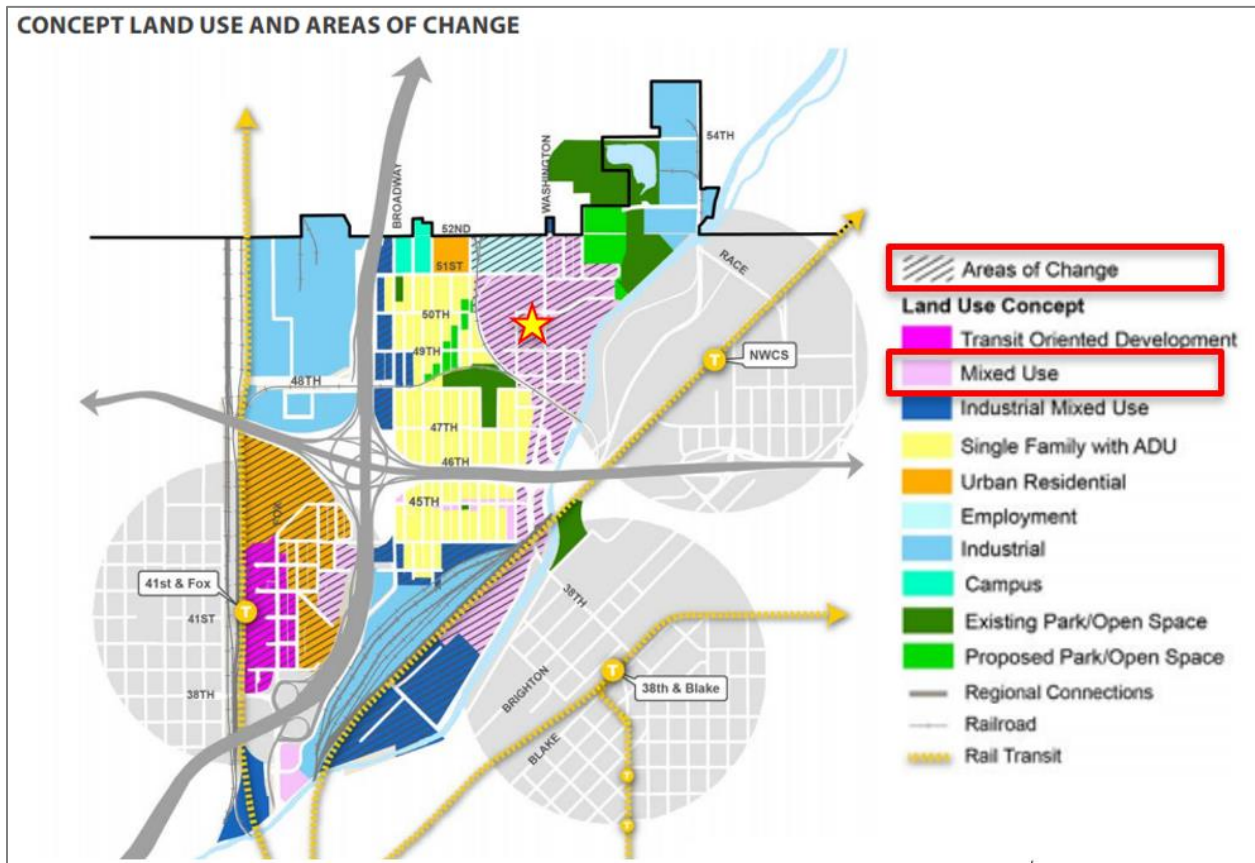 CONCEPT LAND USE AND AREAS OF CHANGE
54TH
BROADWAY
WASHINGTON
52ND
51ST
RACE
50TH
49TH
NWCS
48TH
47TH
46TH
45TH
FOX
41st & Fox
41ST
38TH
38TH
BRIGHTON
38th & Blake
BLAKE
T
T
T
T
T
Areas of Change
Land Use Concept
Transit Oriented Development
Mixed Use
Industrial Mixed Use
Single Family with ADU
Urban Residential
Employment
Industrial
Campus
Existing Park/Open Space
Proposed Park/Open Space
Regional Connections
Railroad
Rail Transit